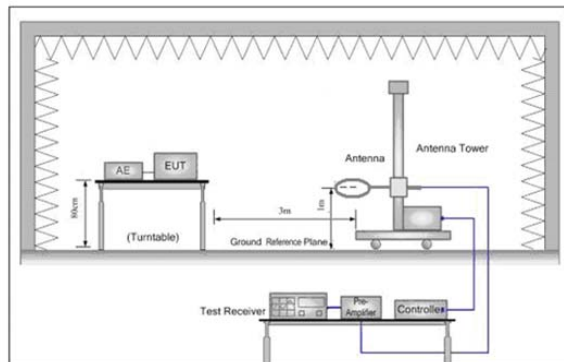 AE
EUT
Antenna
Antenna Tower
80cm
1m
3m
(Turntable)
Ground Reference Plane
Test Receiver
Pre-
Amplifier
Controller